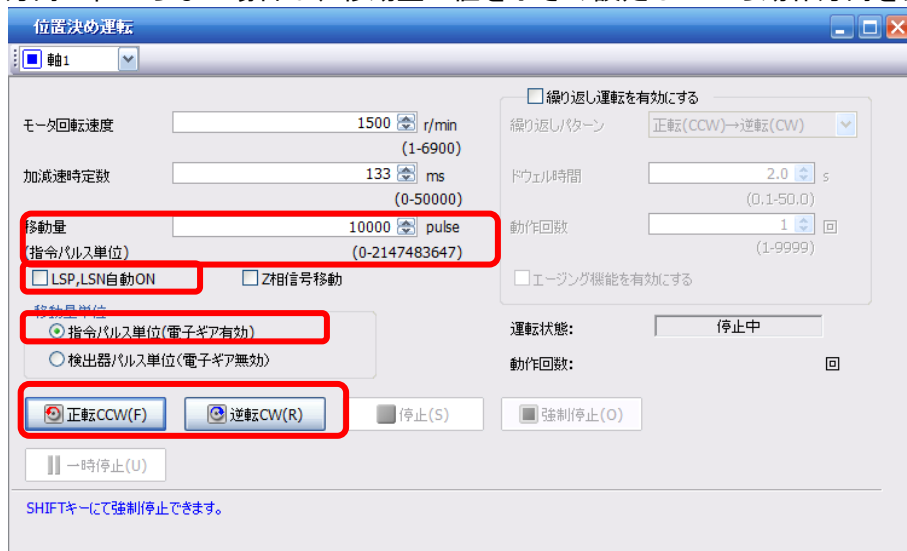 位置決め運転
軸1
モータ回転速度 1500 r/min
(1-6900)
加減速時定数 133 ms
(0-50000)
移動量 10000 pulse
(指令パルス単位) (0-2147483647)
LSP,LSN自動ON Z相信号移動
移動量単位
指令パルス単位(電子ギア有効)
検出器パルス単位(電子ギア無効)
繰り返し運転を有効にする
繰り返しパターン 正転(CCW)→逆転(CW)
ドウェル時間 2.0 s
(0.1-50.0)
動作回数 1 回
(1-9999)
エージング機能を有効にする
運転状態: 停止中
動作回数: 回
正転CCW(F) 逆転CW(R) 停止(S) 強制停止(O)
一時停止(U)
SHIFTキーにて強制停止できます。